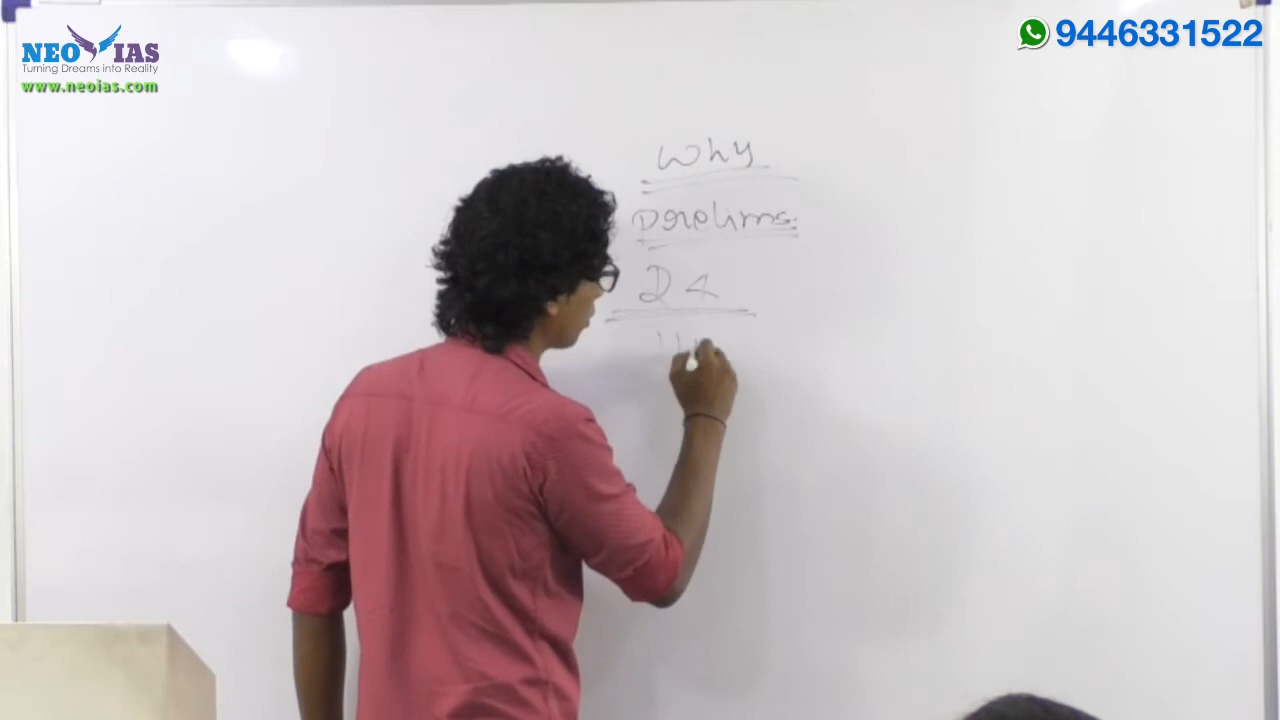 NEO IAS
Turning Dreams into Reality
www.neoias.com
9446331522
Why
Prelims
24